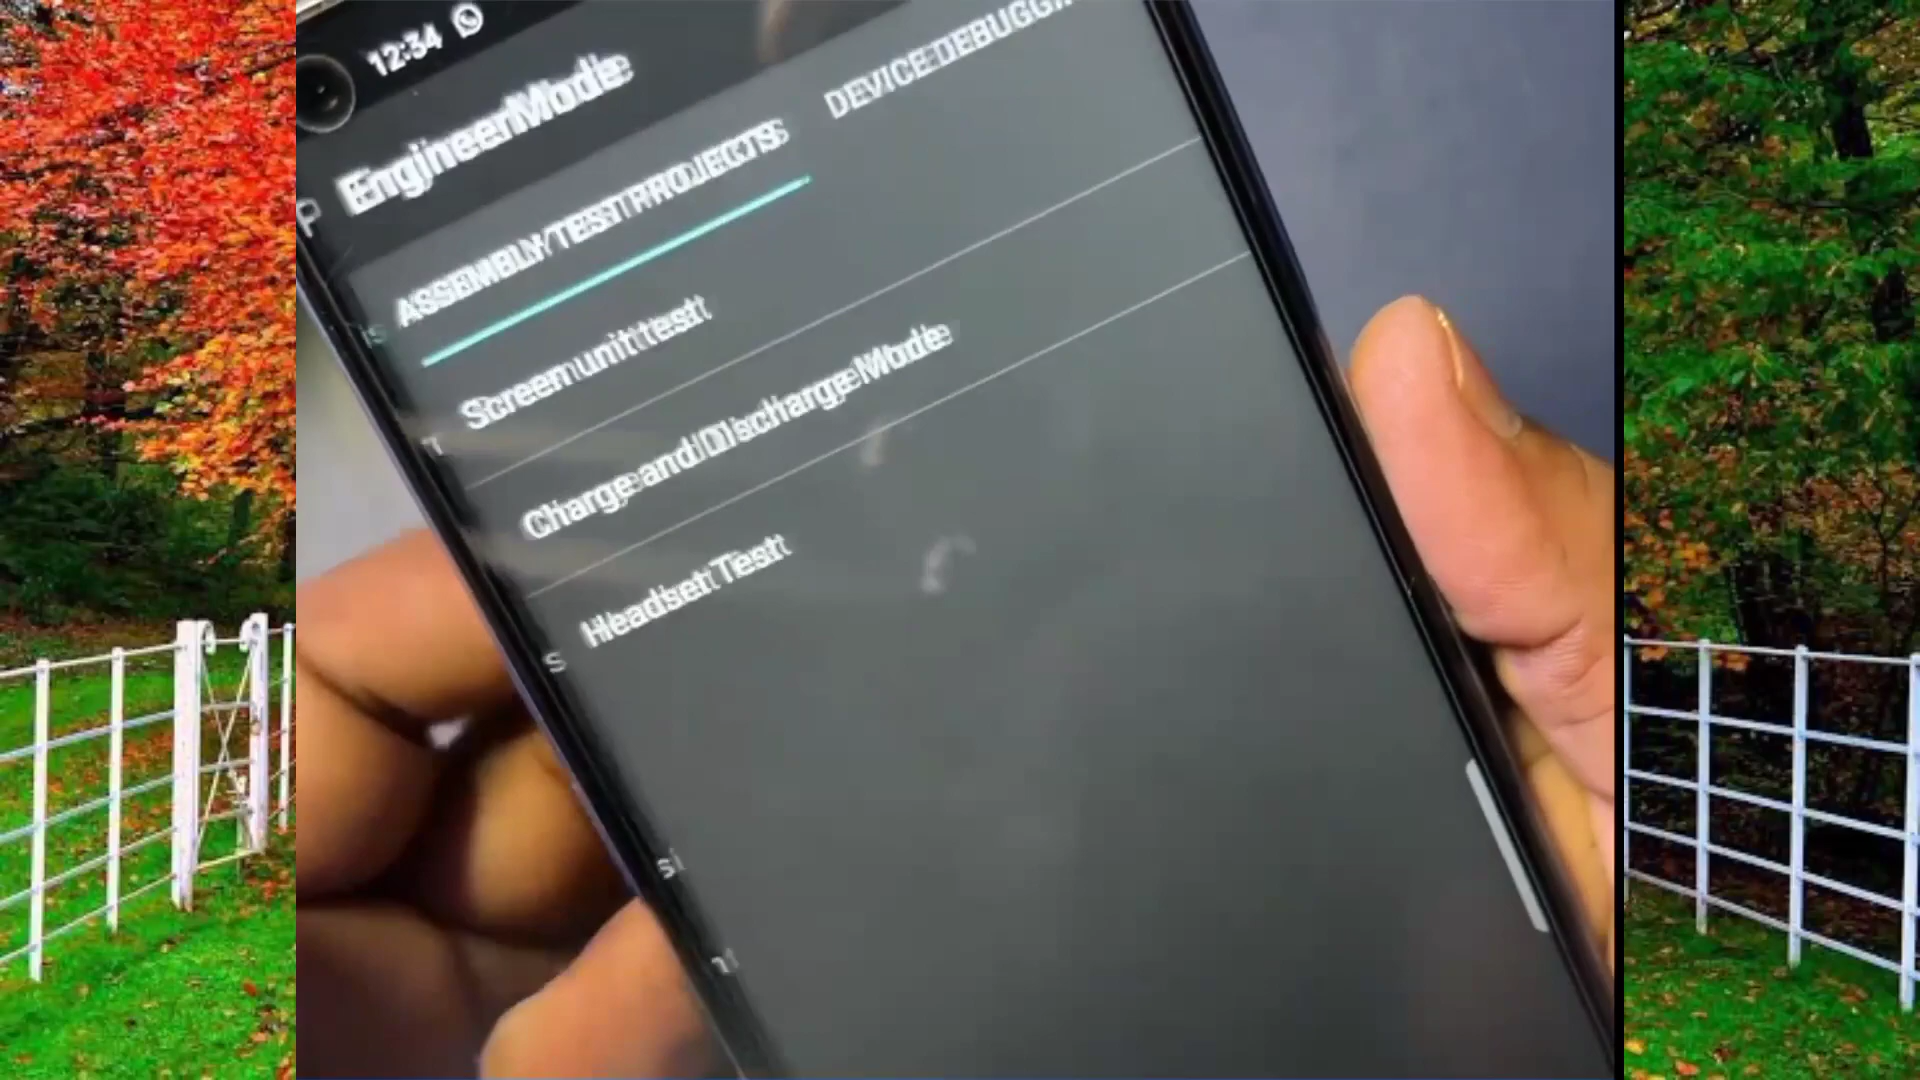 12:34
EngineerMode
ASSEMBLY TEST PROJECTS
DEVICE DEBUGG
Screen unit test
Charge and Discharge Mode
Headset Test